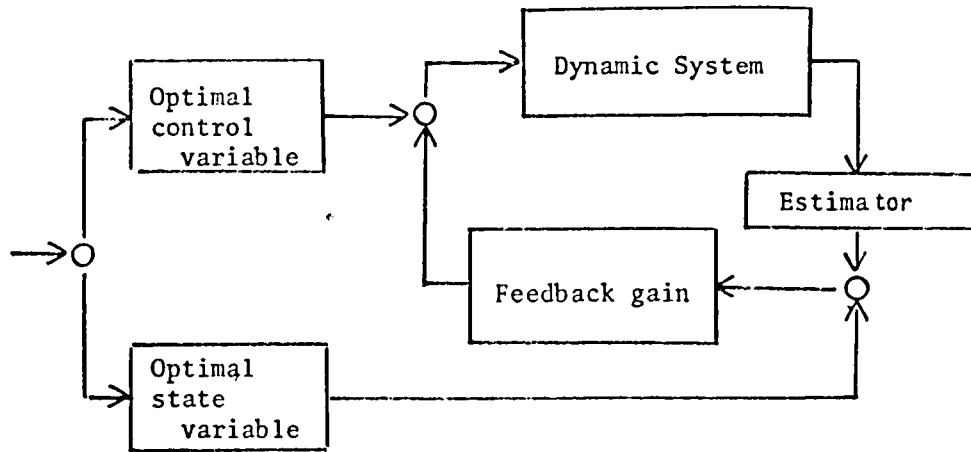 Optimal
control
variable
Dynamic System
Estimator
Feedback gain
Optimal
state
variable